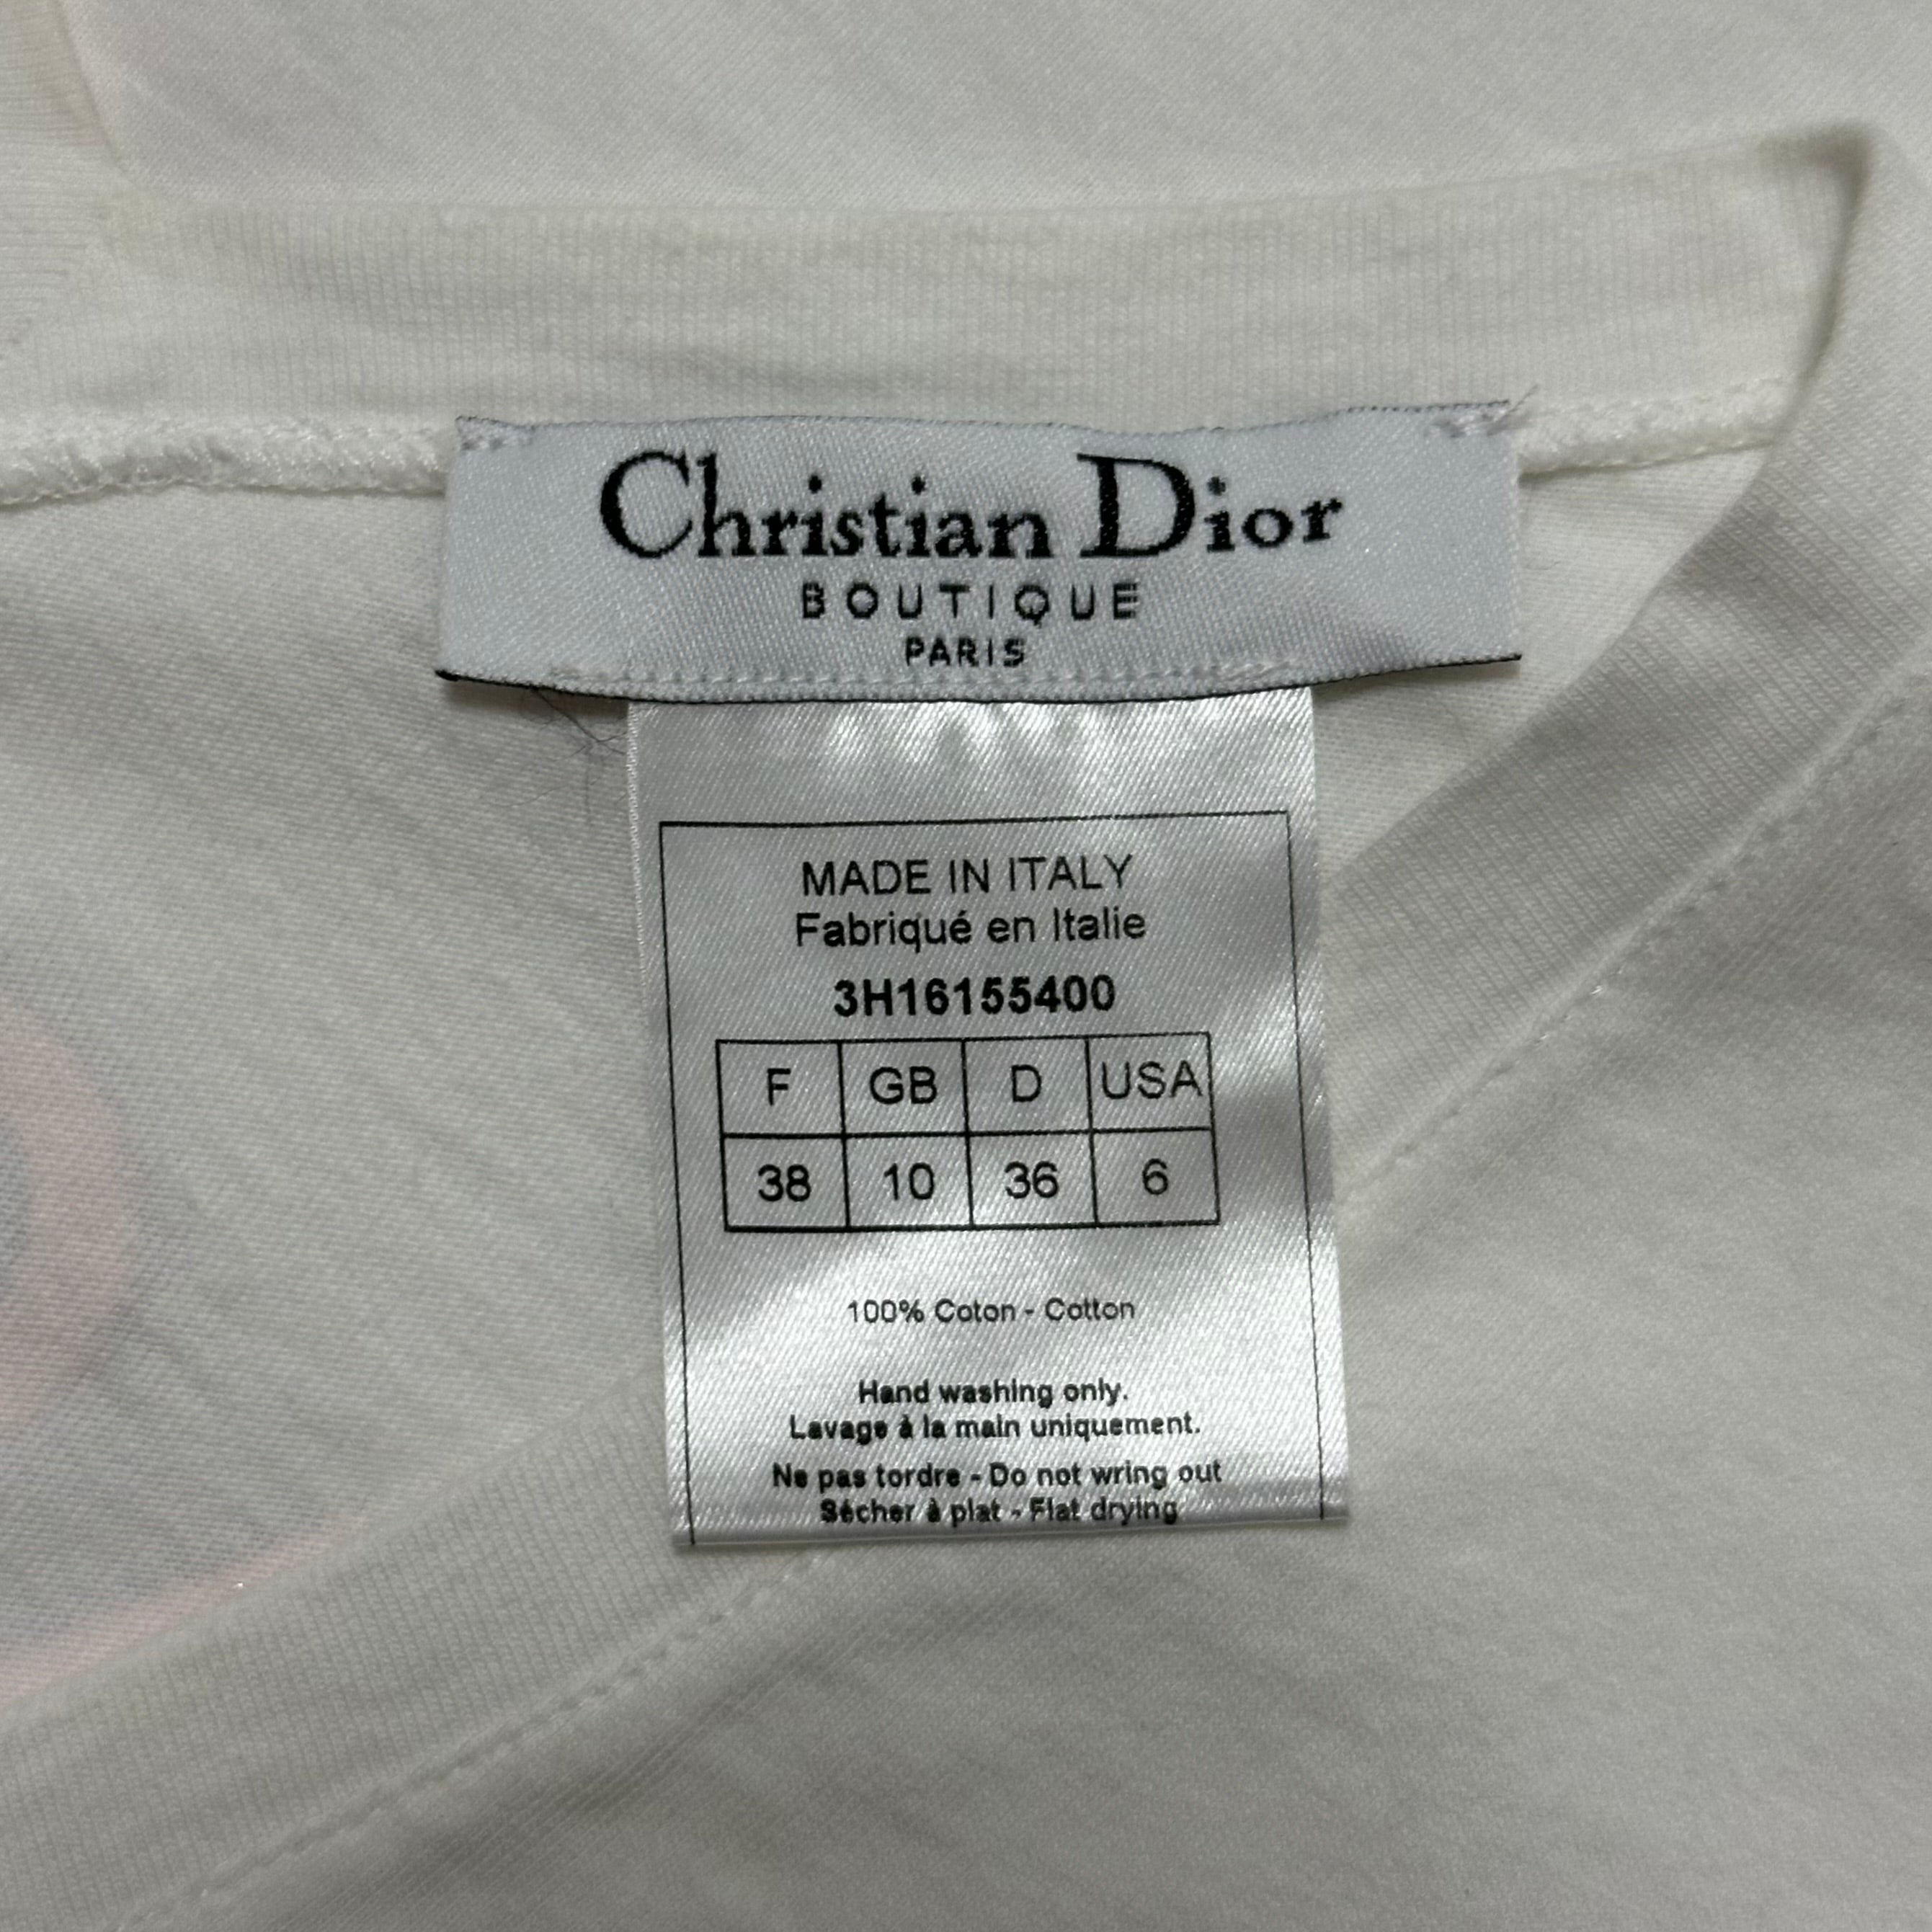 Christian Dior
BOUTIQUE
PARIS
MADE IN ITALY
Fabriqué en Italie
3H16155400
F GB D USA
38 10 36 6
100% Coton - Cotton
Hand washing only.
Lavage à la main uniquement.
Ne pas tordre - Do not wring out
Sécher à plat - Flat drying